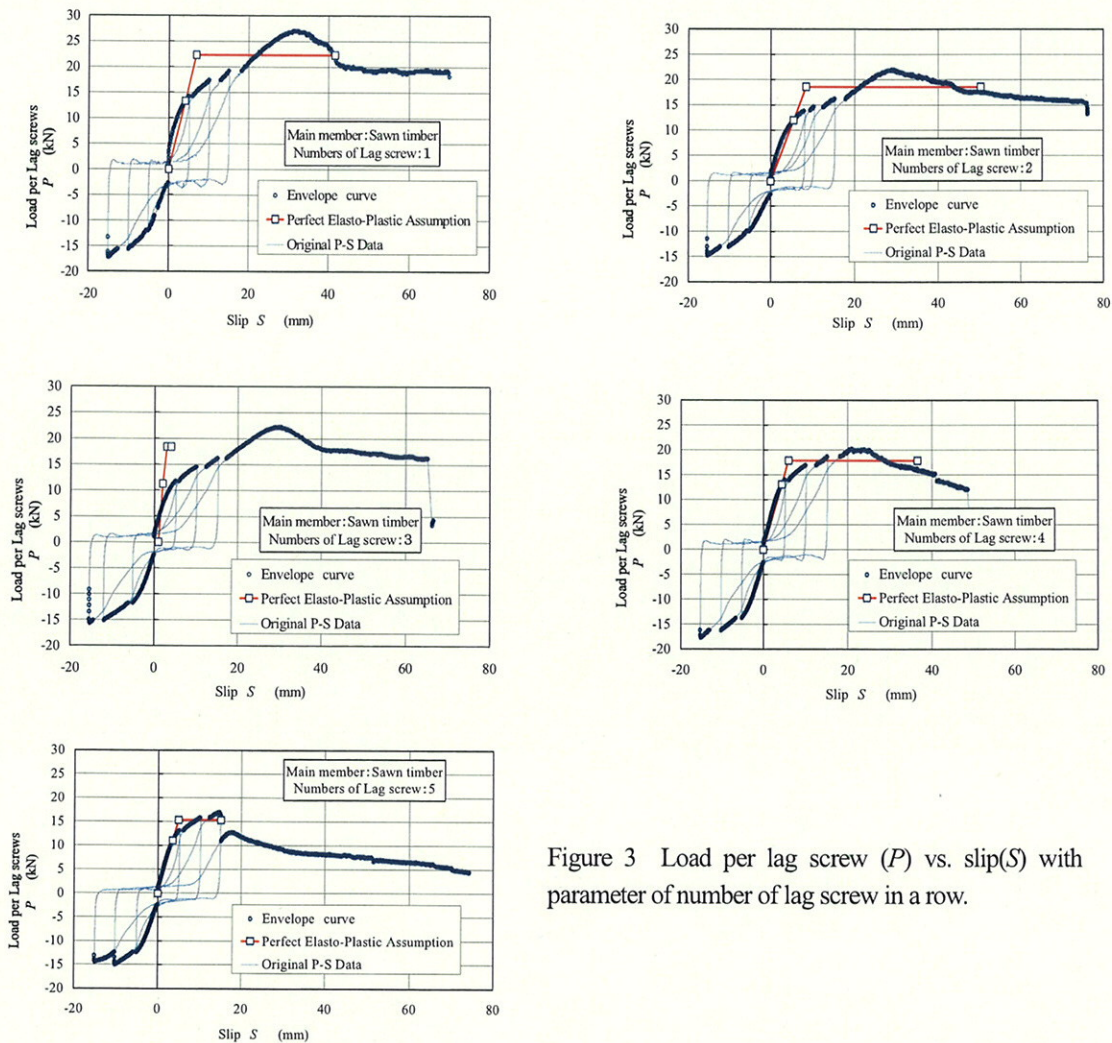 30
25
20
15
10
5
0
-5
-10
-15
-20
Load per Lag screws
P (kN)
Main member:Sawn timber
Numbers of Lag screw:1
Envelope curve
Perfect Elasto-Plastic Assumption
Original P-S Data
-20 0 20 40 60 80
Slip S (mm)
30
25
20
15
10
5
0
-5
-10
-15
-20
Load per Lag screws
P (kN)
Main member:Sawn timber
Numbers of Lag screw:2
Envelope curve
Perfect Elasto-Plastic Assumption
Original P-S Data
-20 0 20 40 60 80
Slip S (mm)
30
25
20
15
10
5
0
-5
-10
-15
-20
Load per Lag screws
P (kN)
Main member:Sawn timber
Numbers of Lag screw:3
Envelope curve
Perfect Elasto-Plastic Assumption
Original P-S Data
-20 0 20 40 60 80
Slip S (mm)
30
25
20
15
10
5
0
-5
-10
-15
-20
Load per Lag screws
P (kN)
Main member:Sawn timber
Numbers of Lag screw:4
Envelope curve
Perfect Elasto-Plastic Assumption
Original P-S Data
-20 0 20 40 60 80
Slip S (mm)
30
25
20
15
10
5
0
-5
-10
-15
-20
Load per Lag screws
P (kN)
Main member:Sawn timber
Numbers of Lag screw:5
Envelope curve
Perfect Elasto-Plastic Assumption
Original P-S Data
-20 0 20 40 60 80
Slip S (mm)
Figure 3 Load per lag screw (P) vs. slip(S) with
parameter of number of lag screw in a row.